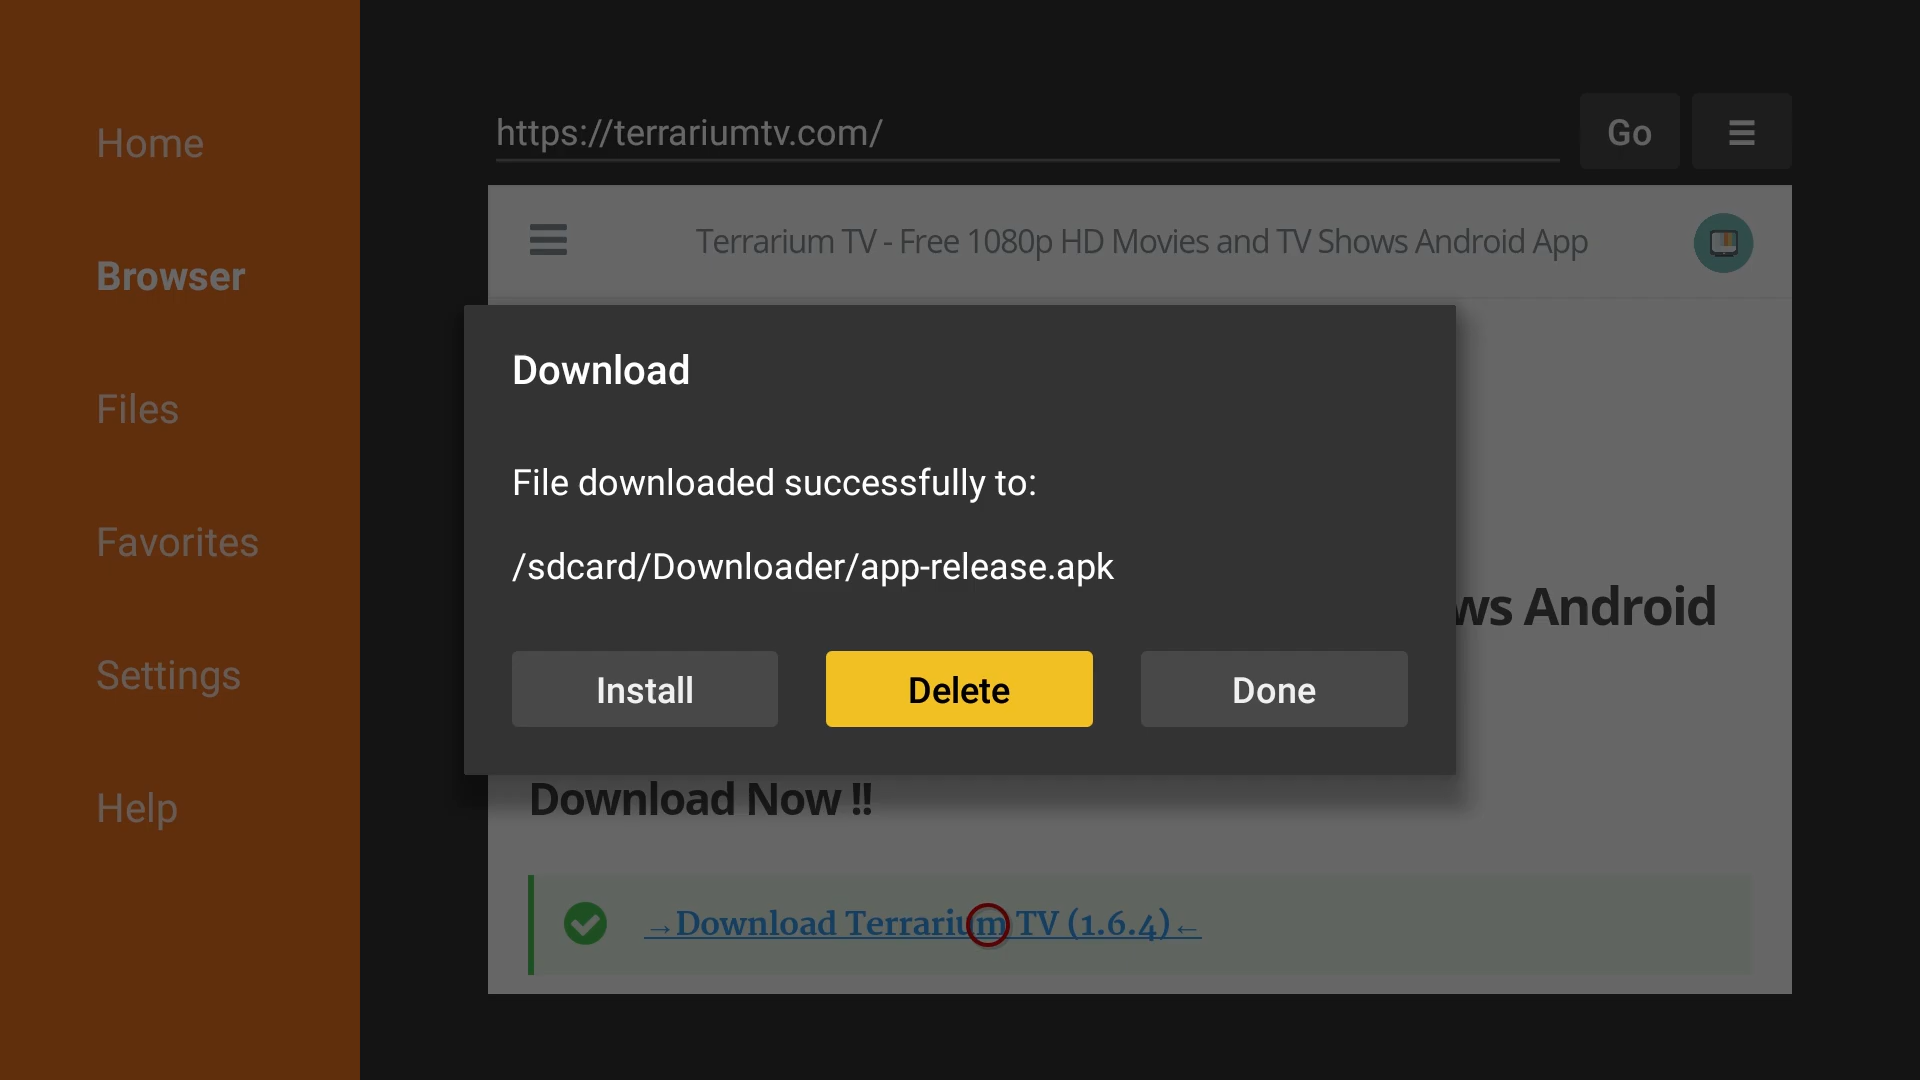 Home
Browser
Files
Favorites
Settings
Help
https://terrariumtv.com/
Go
Terrarium TV - Free 1080p HD Movies and TV Shows Android App
Download
File downloaded successfully to:
/sdcard/Downloader/app-release.apk
Install
Delete
Done
ws Android
Download Now !!
→Download Terrarium TV (1.6.4)←